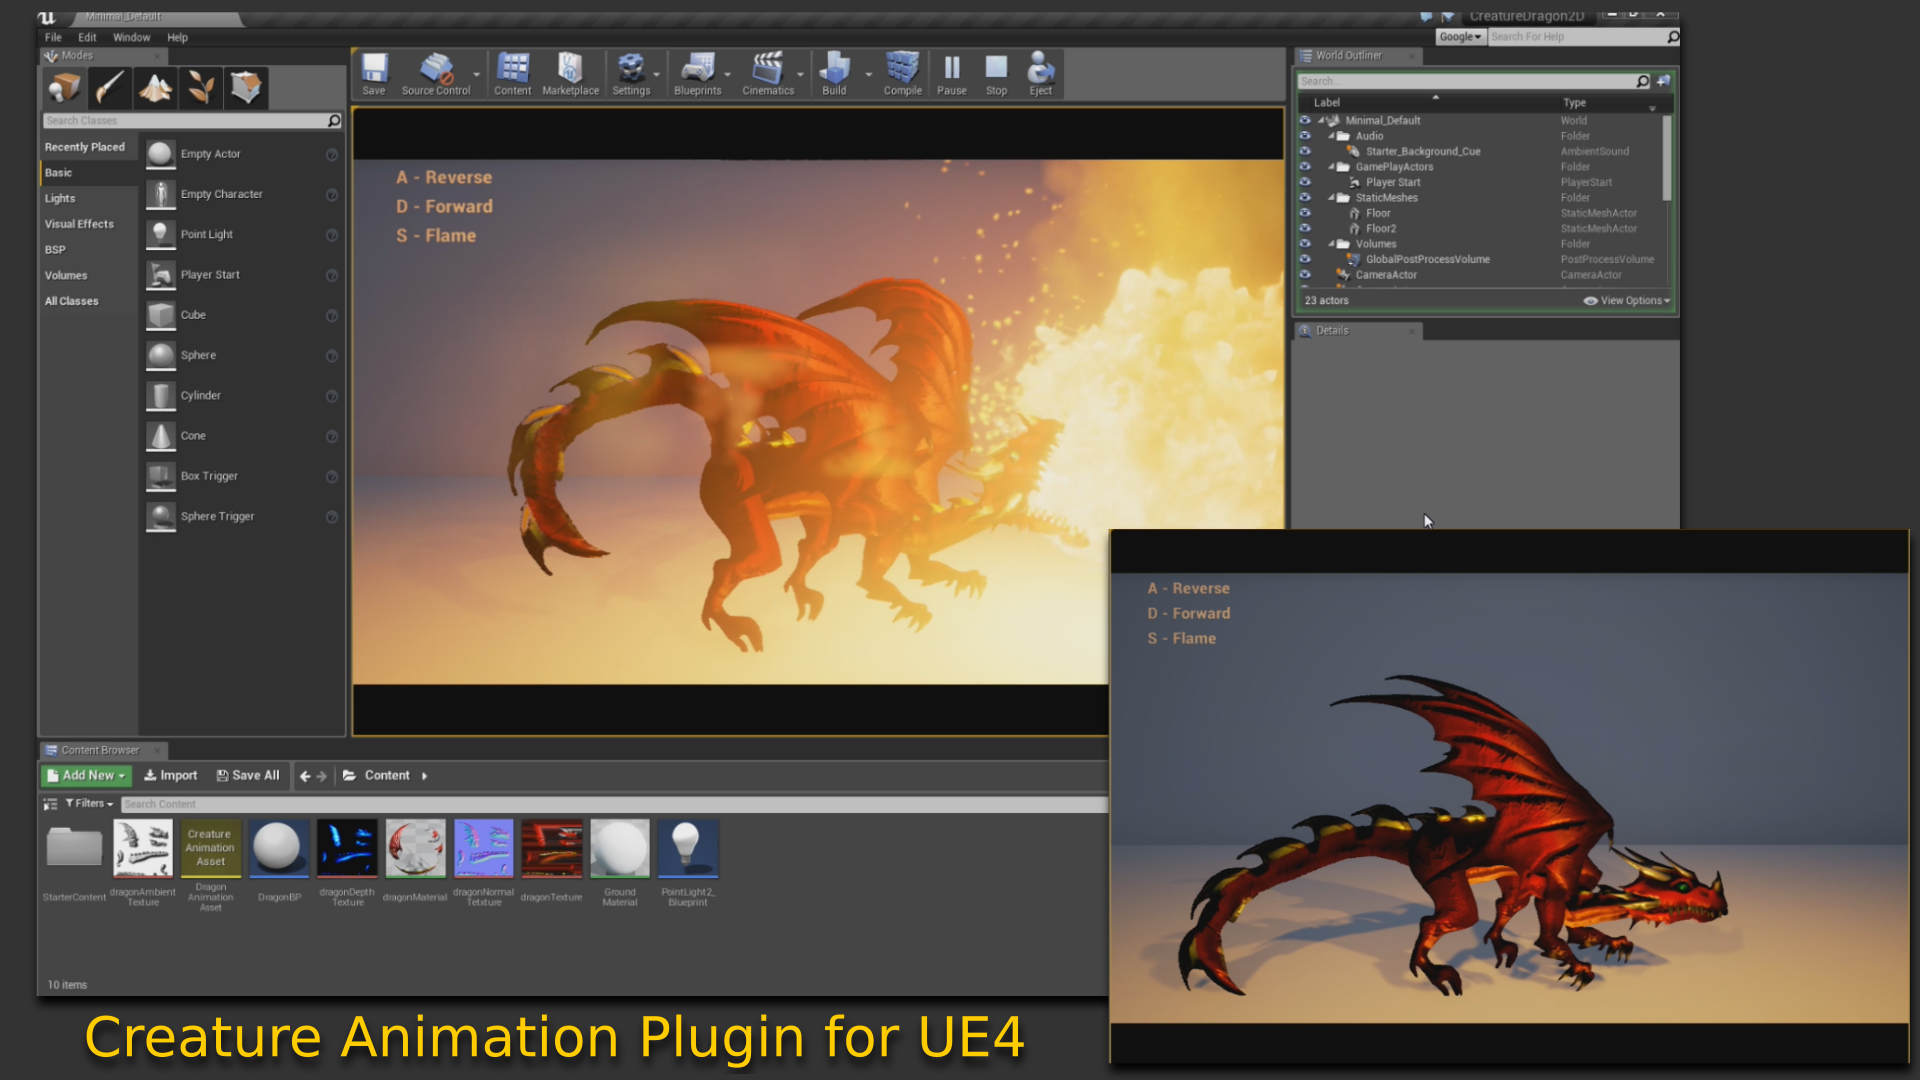 Minimal_Default
CreatureDragon2D
File Edit Window Help
Google
Search For Help
Modes
Search Classes
Recently Placed
Basic
Lights
Visual Effects
BSP
Volumes
All Classes
Empty Actor
Empty Character
Point Light
Player Start
Cube
Sphere
Cylinder
Cone
Box Trigger
Sphere Trigger
Save
Source Control
Content
Marketplace
Settings
Blueprints
Cinematics
Build
Compile
Pause
Stop
Eject
A - Reverse
D - Forward
S - Flame
World Outliner
Search...
Label Type
Minimal_Default World
Audio Folder
Starter_Background_Cue AmbientSound
GamePlayActors Folder
Player Start PlayerStart
StaticMeshes Folder
Floor StaticMeshActor
Floor2 StaticMeshActor
Volumes Folder
GlobalPostProcessVolume PostProcessVolume
CameraActor CameraActor
23 actors
View Options
Details
Content Browser
Add New
Import
Save All
Content
Filters
Search Content
Creature
Animation
Asset
StarterContent
dragonAmbient
Texture
Dragon
Animation
Asset
DragonBP
dragonDepth
Texture
dragonMaterial
dragonNormal
Tetxture
dragonTexture
Ground
Material
PointLight2_
Blueprint
10 items
A - Reverse
D - Forward
S - Flame
Creature Animation Plugin for UE4